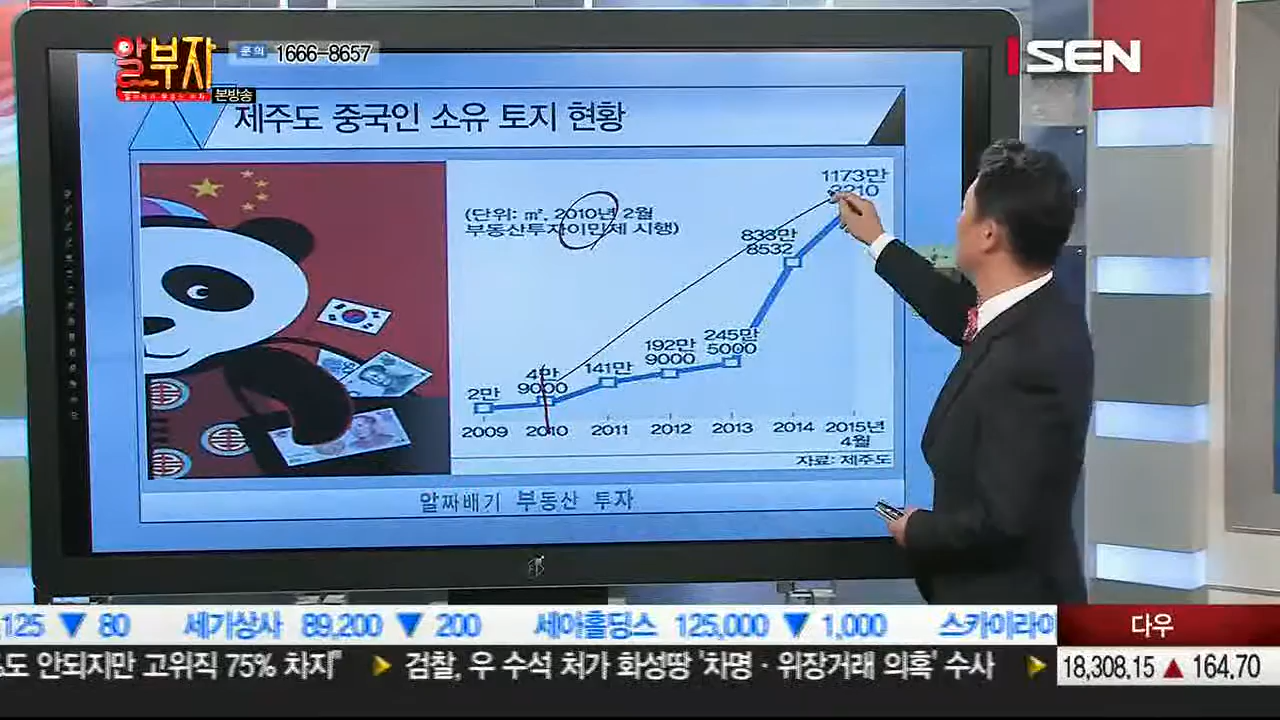 알부자
문의 1666-8657
본방송
SEN
제주도 중국인 소유 토지 현황
(단위: ㎡, 2010년 2월
부동산투자이민제 시행)
2만
4만
9000
141만
192만
9000
245만
5000
833만
8532
1173만
3210
2009 2010 2011 2012 2013 2014 2015년
4월
자료: 제주도
알짜배기 부동산 투자
125 ▼ 80 세기상사 89,200 ▼ 200 세아홀딩스 125,000 ▼ 1,000 스카이라이
다우
도 안되지만 고위직 75% 차지" ▶ 검찰, 우 수석 처가 화성땅 '차명·위장거래 의혹' 수사 ▶
18,308.15 ▲ 164.70